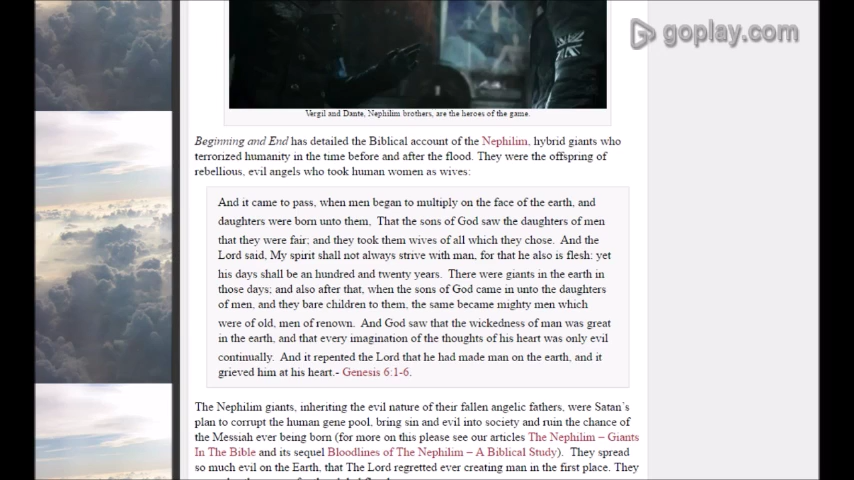 goplay.com
Vergil and Dante, Nephilim brothers, are the heroes of the game.
Beginning and End has detailed the Biblical account of the Nephilim, hybrid giants who
terrorized humanity in the time before and after the flood. They were the offspring of
rebellious, evil angels who took human women as wives:
And it came to pass, when men began to multiply on the face of the earth, and
daughters were born unto them, That the sons of God saw the daughters of men
that they were fair; and they took them wives of all which they chose. And the
Lord said, My spirit shall not always strive with man, for that he also is flesh: yet
his days shall be an hundred and twenty years. There were giants in the earth in
those days; and also after that, when the sons of God came in unto the daughters
of men, and they bare children to them, the same became mighty men which
were of old, men of renown. And God saw that the wickedness of man was great
in the earth, and that every imagination of the thoughts of his heart was only evil
continually. And it repented the Lord that he had made man on the earth, and it
grieved him at his heart.- Genesis 6:1-6.
The Nephilim giants, inheriting the evil nature of their fallen angelic fathers, were Satan's
plan to corrupt the human gene pool, bring sin and evil into society and ruin the chance of
the Messiah ever being born (for more on this please see our articles The Nephilim – Giants
In The Bible and its sequel Bloodlines of The Nephilim – A Biblical Study). They spread
so much evil on the Earth, that The Lord regretted ever creating man in the first place. They